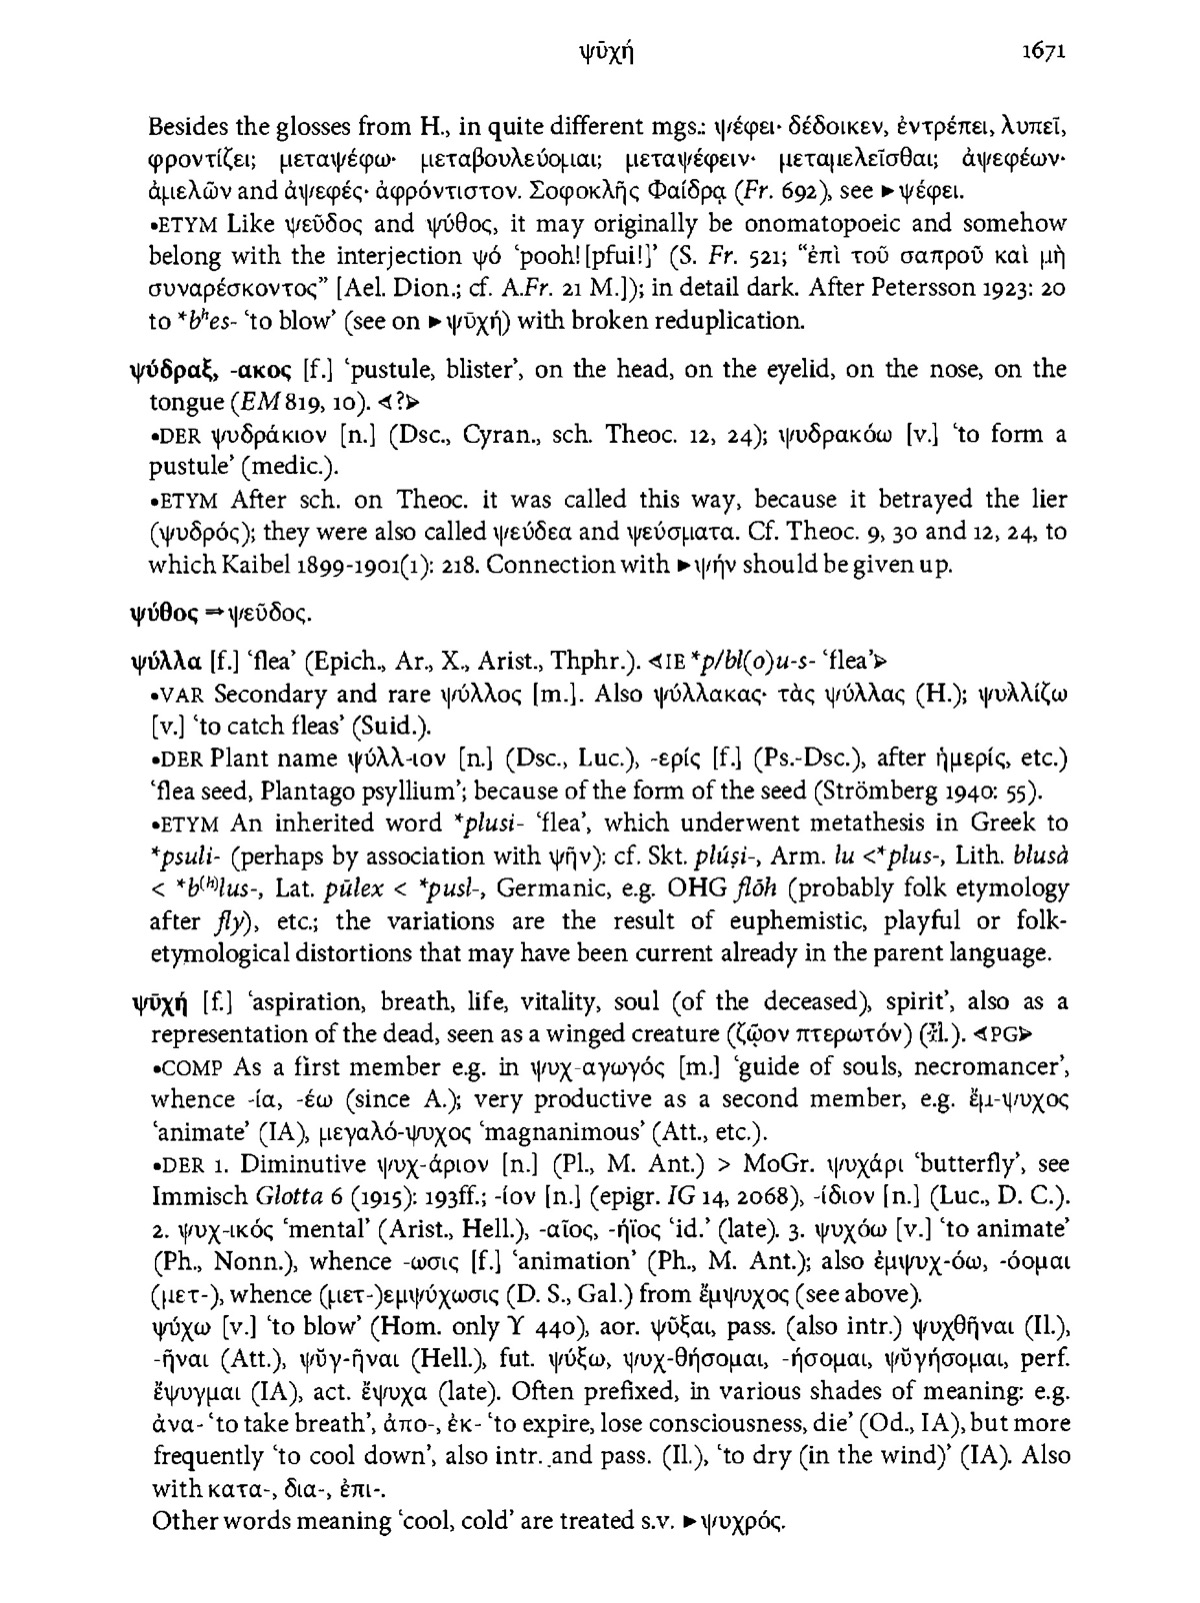 ψῡχή 1671
Besides the glosses from H., in quite different mgs.: ψέφει· δέδοικεν, ἐντρέπει, λυπεῖ,
φροντίζει; μεταψέφω· μεταβουλεύομαι; μεταψέφειν· μεταμελεῖσθαι; ἀψεφέων·
ἀμελῶν and ἀψεφές· ἀφρόντιστον. Σοφοκλῆς Φαίδρᾳ (Fr. 692), see ►ψέφει.
•ETYM Like ψεῦδος and ψύθος, it may originally be onomatopoeic and somehow
belong with the interjection ψό ‘pooh! [pfui!]’ (S. Fr. 521; “ἐπὶ τοῦ σαπροῦ καὶ μὴ
συναρέσκοντος” [Ael. Dion.; cf. A.Fr. 21 M.]); in detail dark. After Petersson 1923: 20
to *bʰes- ‘to blow’ (see on ►ψῡχή) with broken reduplication.
ψύδραξ, -ακος [f.] ‘pustule, blister’, on the head, on the eyelid, on the nose, on the
tongue (EM 819, 10). ⊲?⊳
•DER ψυδράκιον [n.] (Dsc., Cyran., sch. Theoc. 12, 24); ψυδρακόω [v.] ‘to form a
pustule’ (medic.).
•ETYM After sch. on Theoc. it was called this way, because it betrayed the lier
(ψυδρός); they were also called ψεύδεα and ψεύσματα. Cf. Theoc. 9, 30 and 12, 24, to
which Kaibel 1899-1901(1): 218. Connection with ►ψήν should be given up.
ψύθος ⇒ψεῦδος.
ψύλλα [f.] ‘flea’ (Epich., Ar., X., Arist., Thphr.). ⊲IE *p/bl(o)u-s- ‘flea’⊳
•VAR Secondary and rare ψύλλος [m.]. Also ψύλλακας· τὰς ψύλλας (H.); ψυλλίζω
[v.] ‘to catch fleas’ (Suid.).
•DER Plant name ψύλλ-ιον [n.] (Dsc., Luc.), -ερίς [f.] (Ps.-Dsc.), after ἡμερίς, etc.)
‘flea seed, Plantago psyllium’; because of the form of the seed (Strömberg 1940: 55).
•ETYM An inherited word *plusi- ‘flea’, which underwent metathesis in Greek to
*psuli- (perhaps by association with ψῆν): cf. Skt. plúṣi-, Arm. lu <*plus-, Lith. blusà
< *b⁽ʰ⁾lus-, Lat. pūlex < *pusl-, Germanic, e.g. OHG flōh (probably folk etymology
after fly), etc.; the variations are the result of euphemistic, playful or folk-
etymological distortions that may have been current already in the parent language.
ψῡχή [f.] ‘aspiration, breath, life, vitality, soul (of the deceased), spirit’, also as a
representation of the dead, seen as a winged creature (ζῷον πτερωτόν) (Il.). ⊲PG⊳
•COMP As a first member e.g. in ψυχ-αγωγός [m.] ‘guide of souls, necromancer’,
whence -ία, -έω (since A.); very productive as a second member, e.g. ἔμ-ψυχος
‘animate’ (IA), μεγαλό-ψυχος ‘magnanimous’ (Att., etc.).
•DER 1. Diminutive ψυχ-άριον [n.] (Pl., M. Ant.) > MoGr. ψυχάρι ‘butterfly’, see
Immisch Glotta 6 (1915): 193ff.; -ίον [n.] (epigr. IG 14, 2068), -ίδιον [n.] (Luc., D. C.).
2. ψυχ-ικός ‘mental’ (Arist., Hell.), -αῖος, -ήϊος ‘id.’ (late). 3. ψυχόω [v.] ‘to animate’
(Ph., Nonn.), whence -ωσις [f.] ‘animation’ (Ph., M. Ant.); also ἐμψυχ-όω, -όομαι
(μετ-), whence (μετ-)εμψύχωσις (D. S., Gal.) from ἔμψυχος (see above).
ψύχω [v.] ‘to blow’ (Hom. only Υ 440), aor. ψῦξαι, pass. (also intr.) ψυχθῆναι (Il.),
-ῆναι (Att.), ψῠγ-ῆναι (Hell.), fut. ψύξω, ψυχ-θήσομαι, -ήσομαι, ψῠγήσομαι, perf.
ἔψυγμαι (IA), act. ἔψυχα (late). Often prefixed, in various shades of meaning: e.g.
ἀνα- ‘to take breath’, ἀπο-, ἐκ- ‘to expire, lose consciousness, die’ (Od., IA), but more
frequently ‘to cool down’, also intr. and pass. (Il.), ‘to dry (in the wind)’ (IA). Also
with κατα-, δια-, ἐπι-.
Other words meaning ‘cool, cold’ are treated s.v. ►ψυχρός.